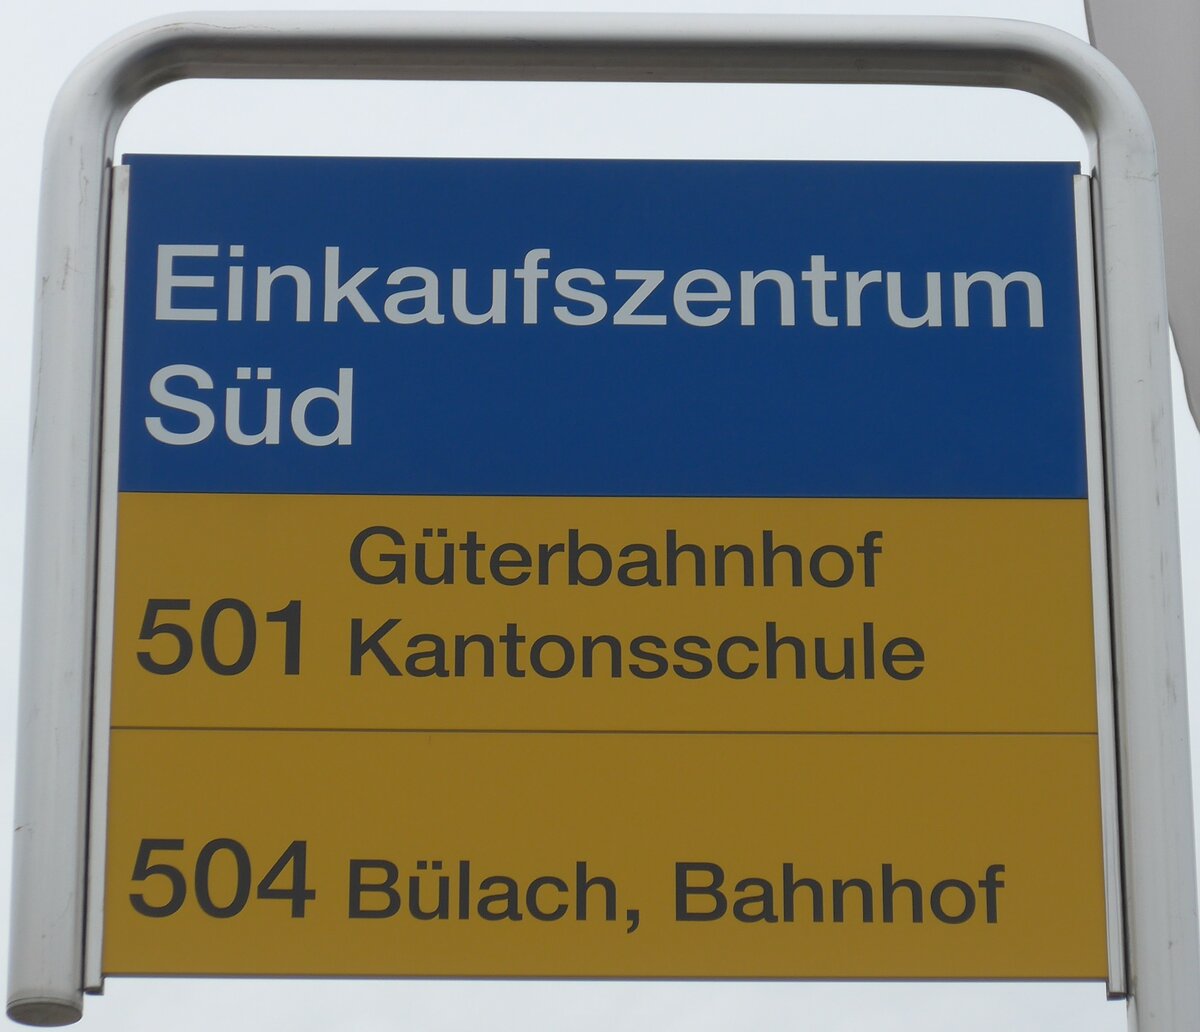 Einkaufszentrum
Süd
Güterbahnhof
501 Kantonsschule
504 Bülach, Bahnhof